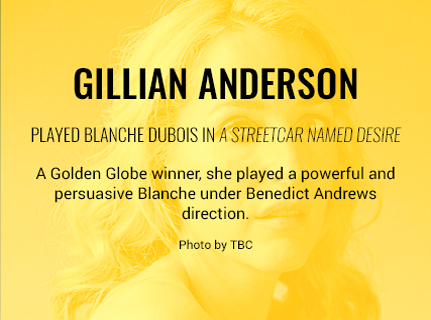 GILLIAN ANDERSON
PLAYED BLANCHE DUBOIS IN A STREETCAR NAMED DESIRE
A Golden Globe winner, she played a powerful and
persuasive Blanche under Benedict Andrews
direction.
Photo by TBC